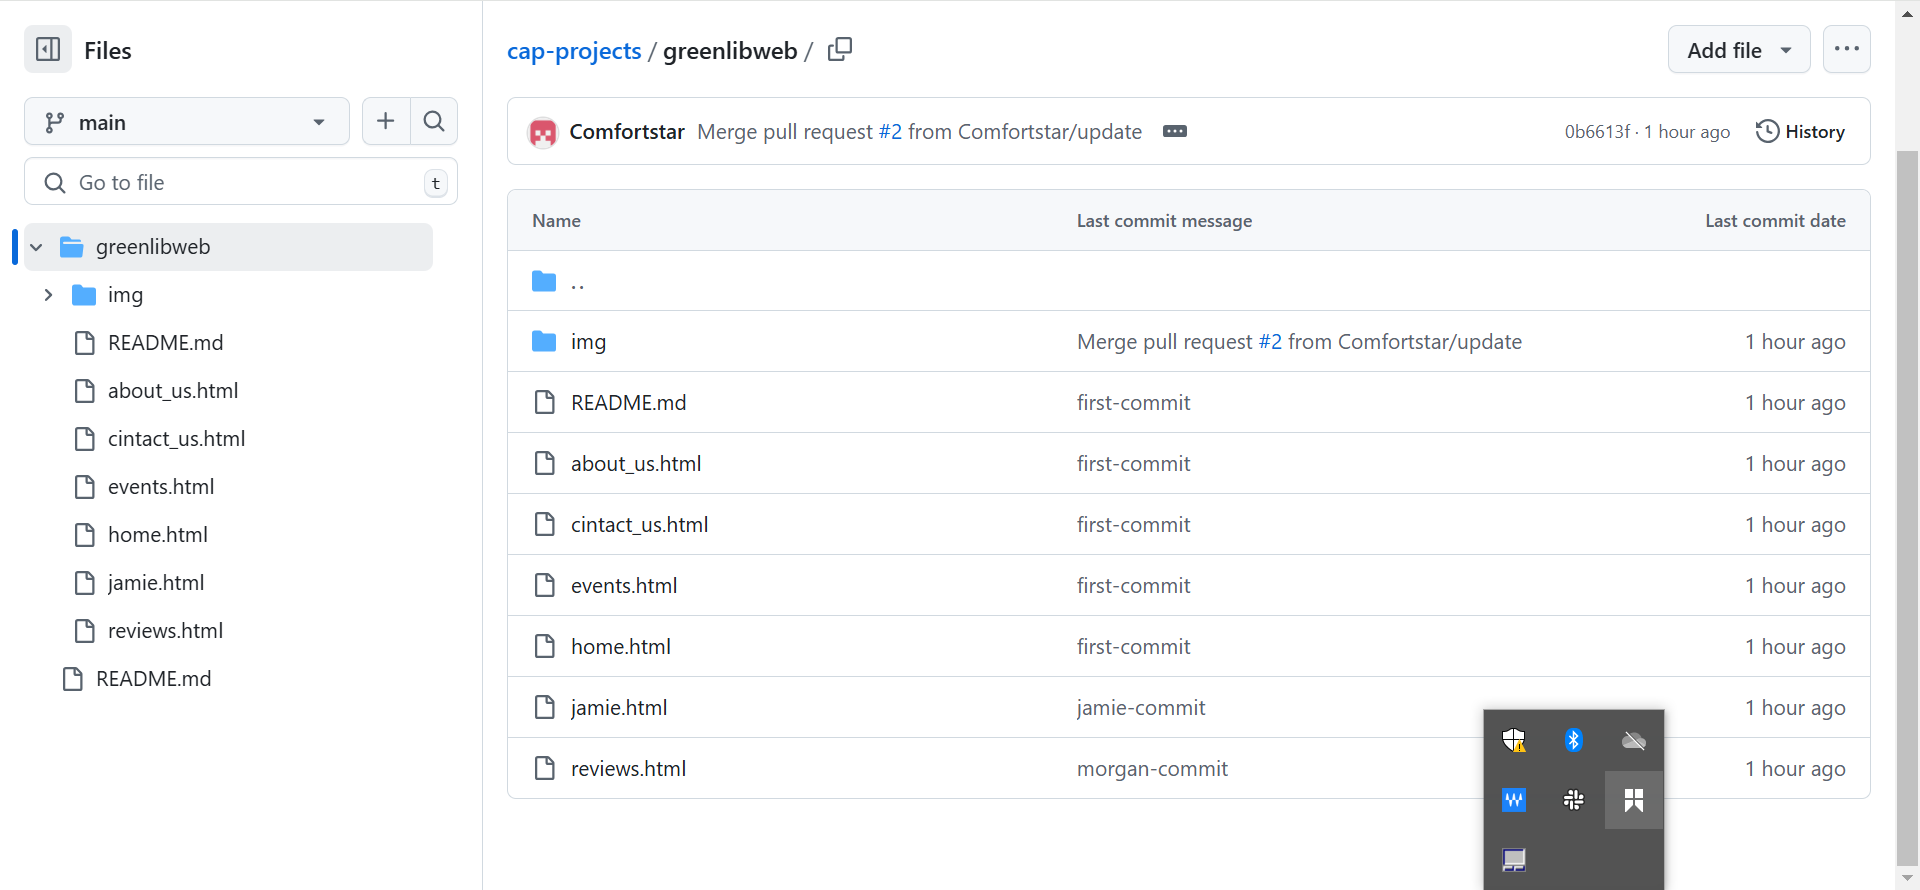 Files
main
Go to file
t
greenlibweb
img
README.md
about_us.html
cintact_us.html
events.html
home.html
jamie.html
reviews.html
README.md
cap-projects / greenlibweb /
Add file
Comfortstar Merge pull request #2 from Comfortstar/update
0b6613f · 1 hour ago History
Name Last commit message Last commit date
..
img Merge pull request #2 from Comfortstar/update 1 hour ago
README.md first-commit 1 hour ago
about_us.html first-commit 1 hour ago
cintact_us.html first-commit 1 hour ago
events.html first-commit 1 hour ago
home.html first-commit 1 hour ago
jamie.html jamie-commit 1 hour ago
reviews.html morgan-commit 1 hour ago